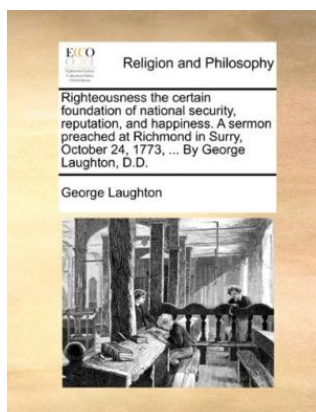 ECCO
Religion and Philosophy
Righteousness the certain
foundation of national security,
reputation, and happiness. A sermon
preached at Richmond in Surry,
October 24, 1773, ... By George
Laughton, D.D.
George Laughton